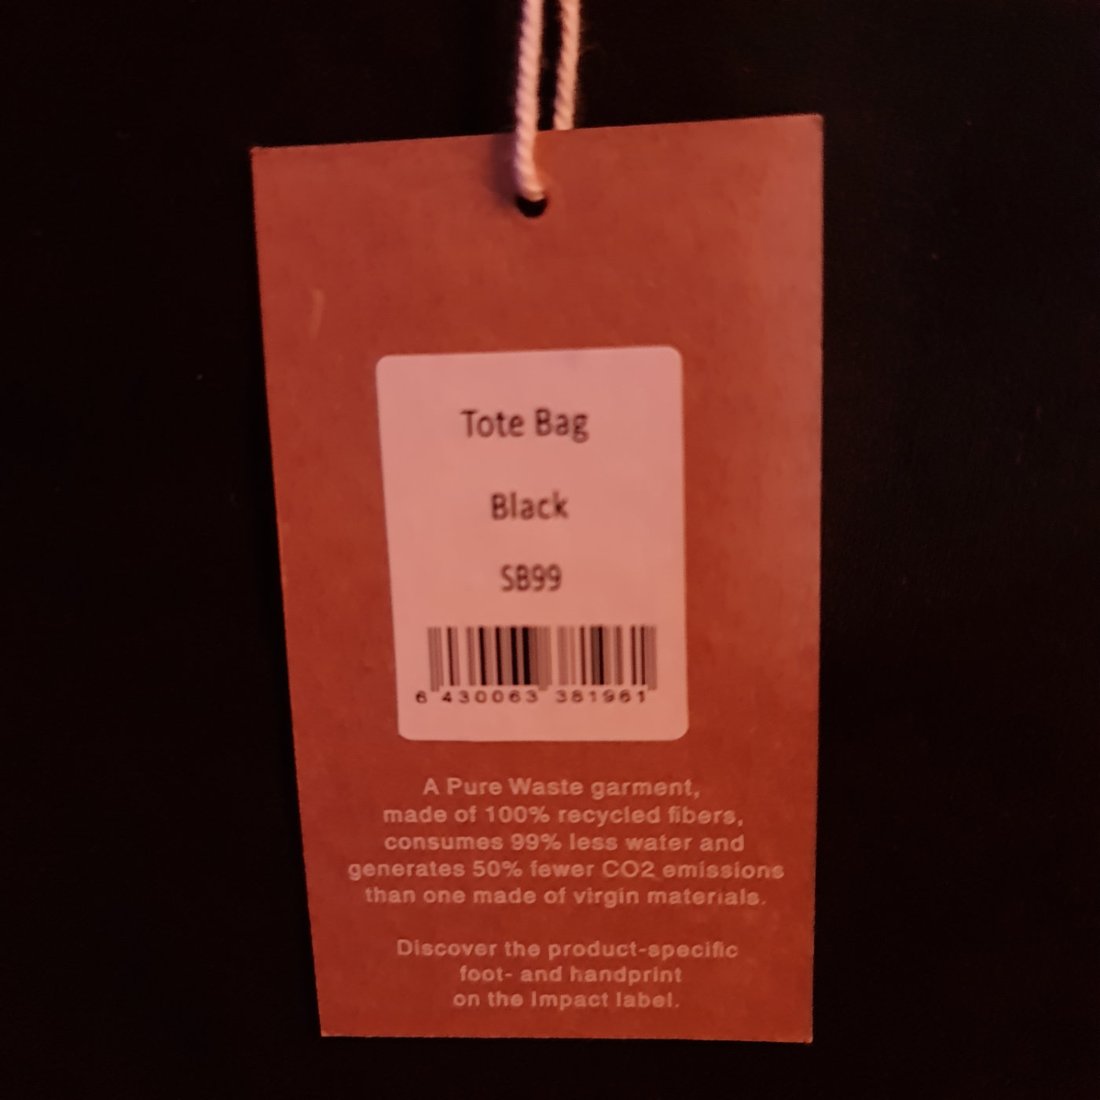 Tote Bag
Black
SB99
6 430063 381961
A Pure Waste garment,
made of 100% recycled fibers,
consumes 99% less water and
generates 50% fewer CO2 emissions
than one made of virgin materials.
Discover the product-specific
foot- and handprint
on the Impact label.